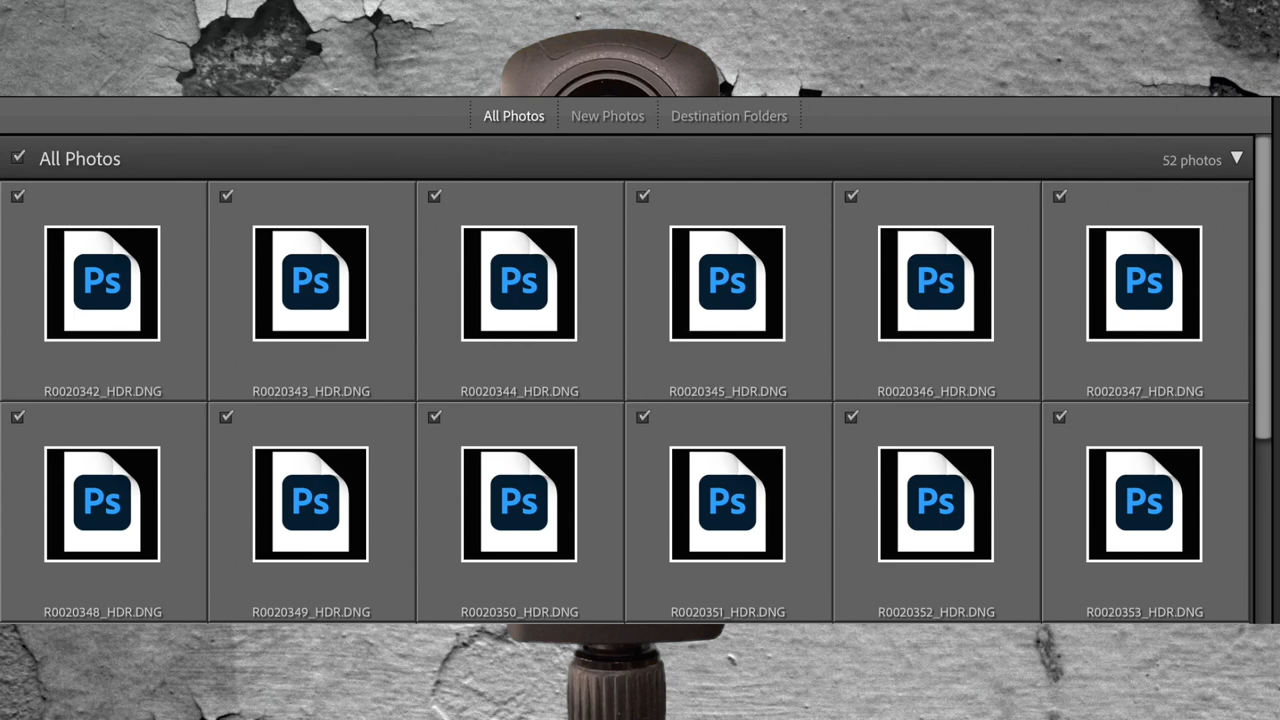 All Photos New Photos Destination Folders
All Photos 52 photos
Ps Ps Ps Ps Ps Ps
R0020342_HDR.DNG R0020343_HDR.DNG R0020344_HDR.DNG R0020345_HDR.DNG R0020346_HDR.DNG R0020347_HDR.DNG
Ps Ps Ps Ps Ps Ps
R0020348_HDR.DNG R0020349_HDR.DNG R0020350_HDR.DNG R0020351_HDR.DNG R0020352_HDR.DNG R0020353_HDR.DNG